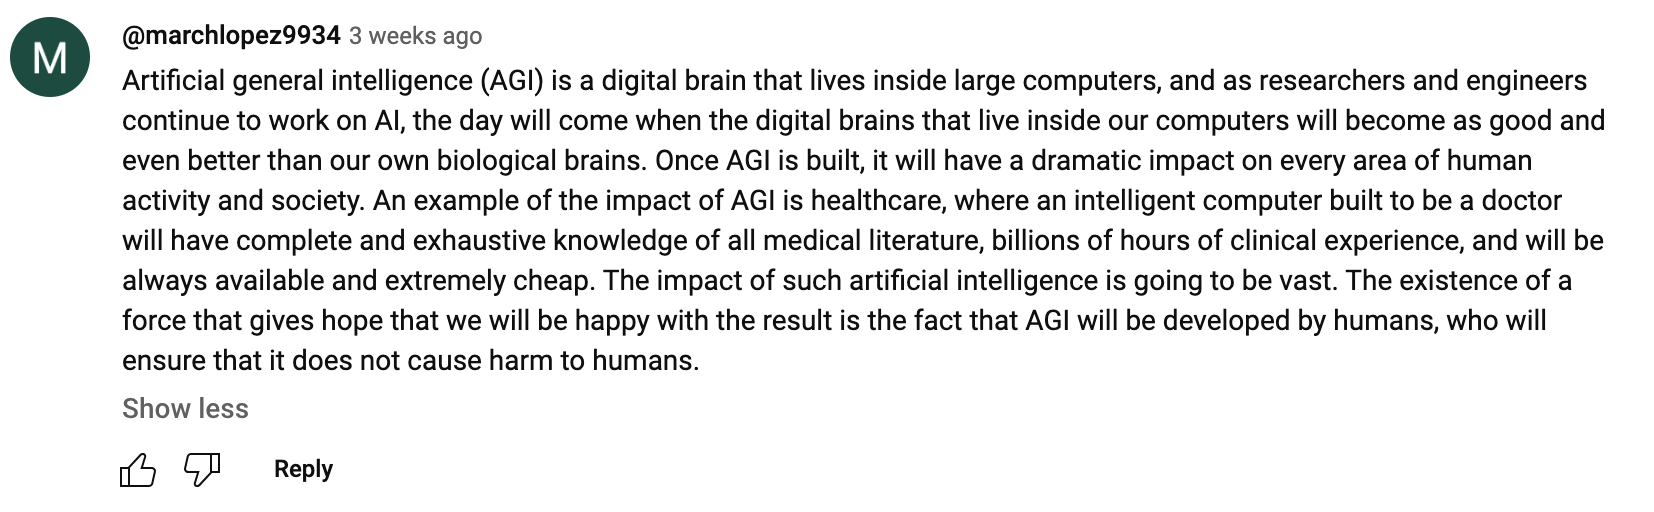 M
@marchlopez9934 3 weeks ago
Artificial general intelligence (AGI) is a digital brain that lives inside large computers, and as researchers and engineers
continue to work on AI, the day will come when the digital brains that live inside our computers will become as good and
even better than our own biological brains. Once AGI is built, it will have a dramatic impact on every area of human
activity and society. An example of the impact of AGI is healthcare, where an intelligent computer built to be a doctor
will have complete and exhaustive knowledge of all medical literature, billions of hours of clinical experience, and will be
always available and extremely cheap. The impact of such artificial intelligence is going to be vast. The existence of a
force that gives hope that we will be happy with the result is the fact that AGI will be developed by humans, who will
ensure that it does not cause harm to humans.
Show less
Reply